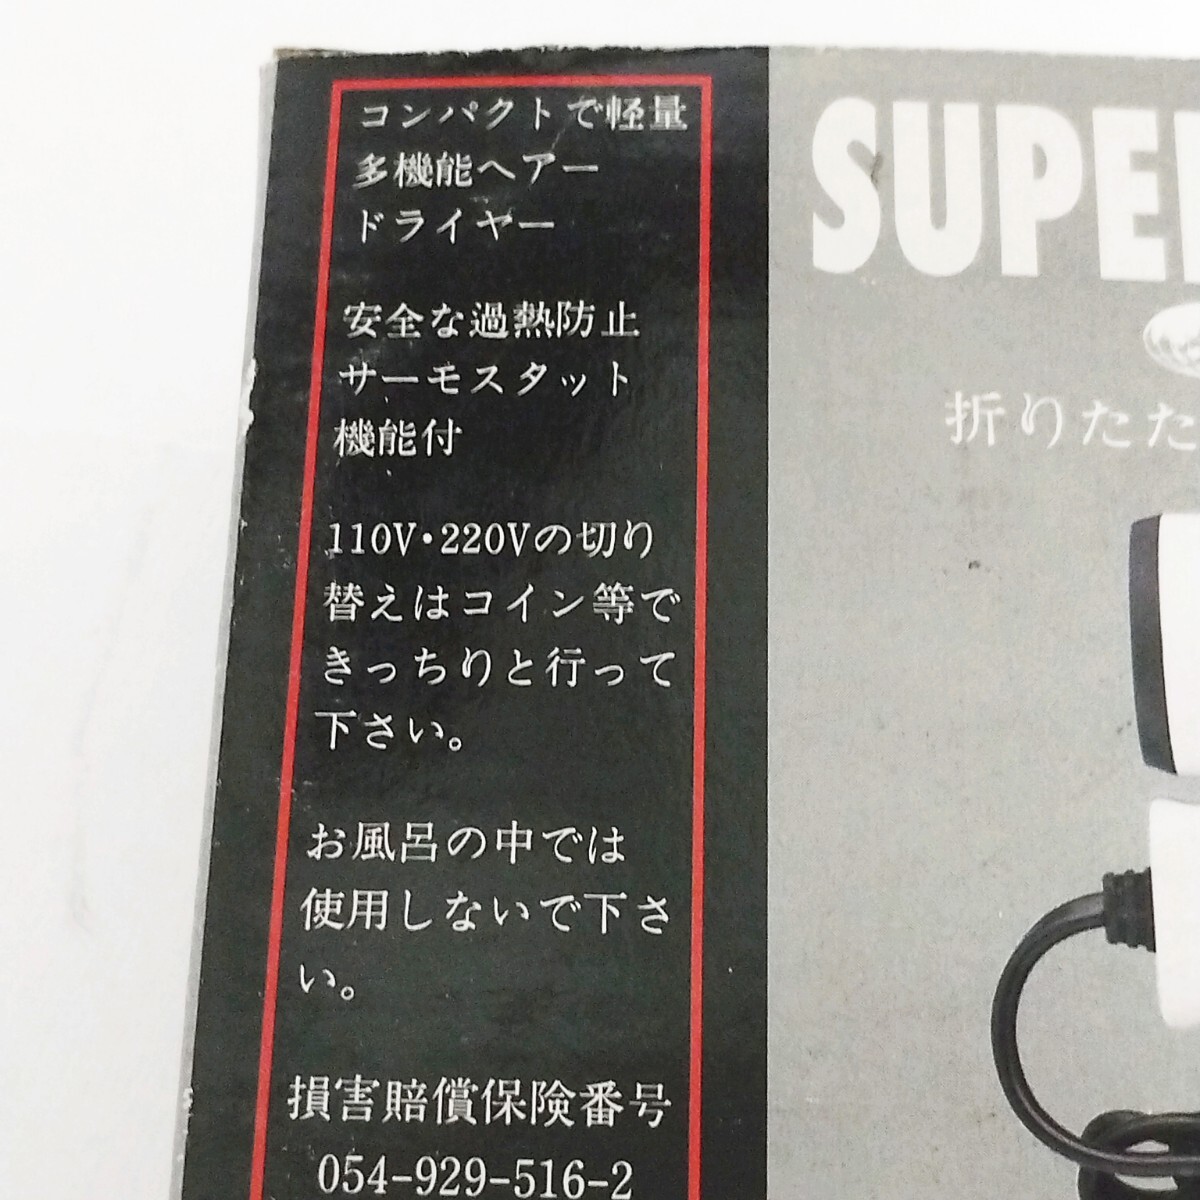 コンパクトで軽量
多機能ヘアー
ドライヤー
安全な過熱防止
サーモスタット
機能付
110V・220Vの切り
替えはコイン等で
きっちりと行って
下さい。
お風呂の中では
使用しないで下さ
い。
損害賠償保険番号
054-929-516-2
SUPE
折りたた